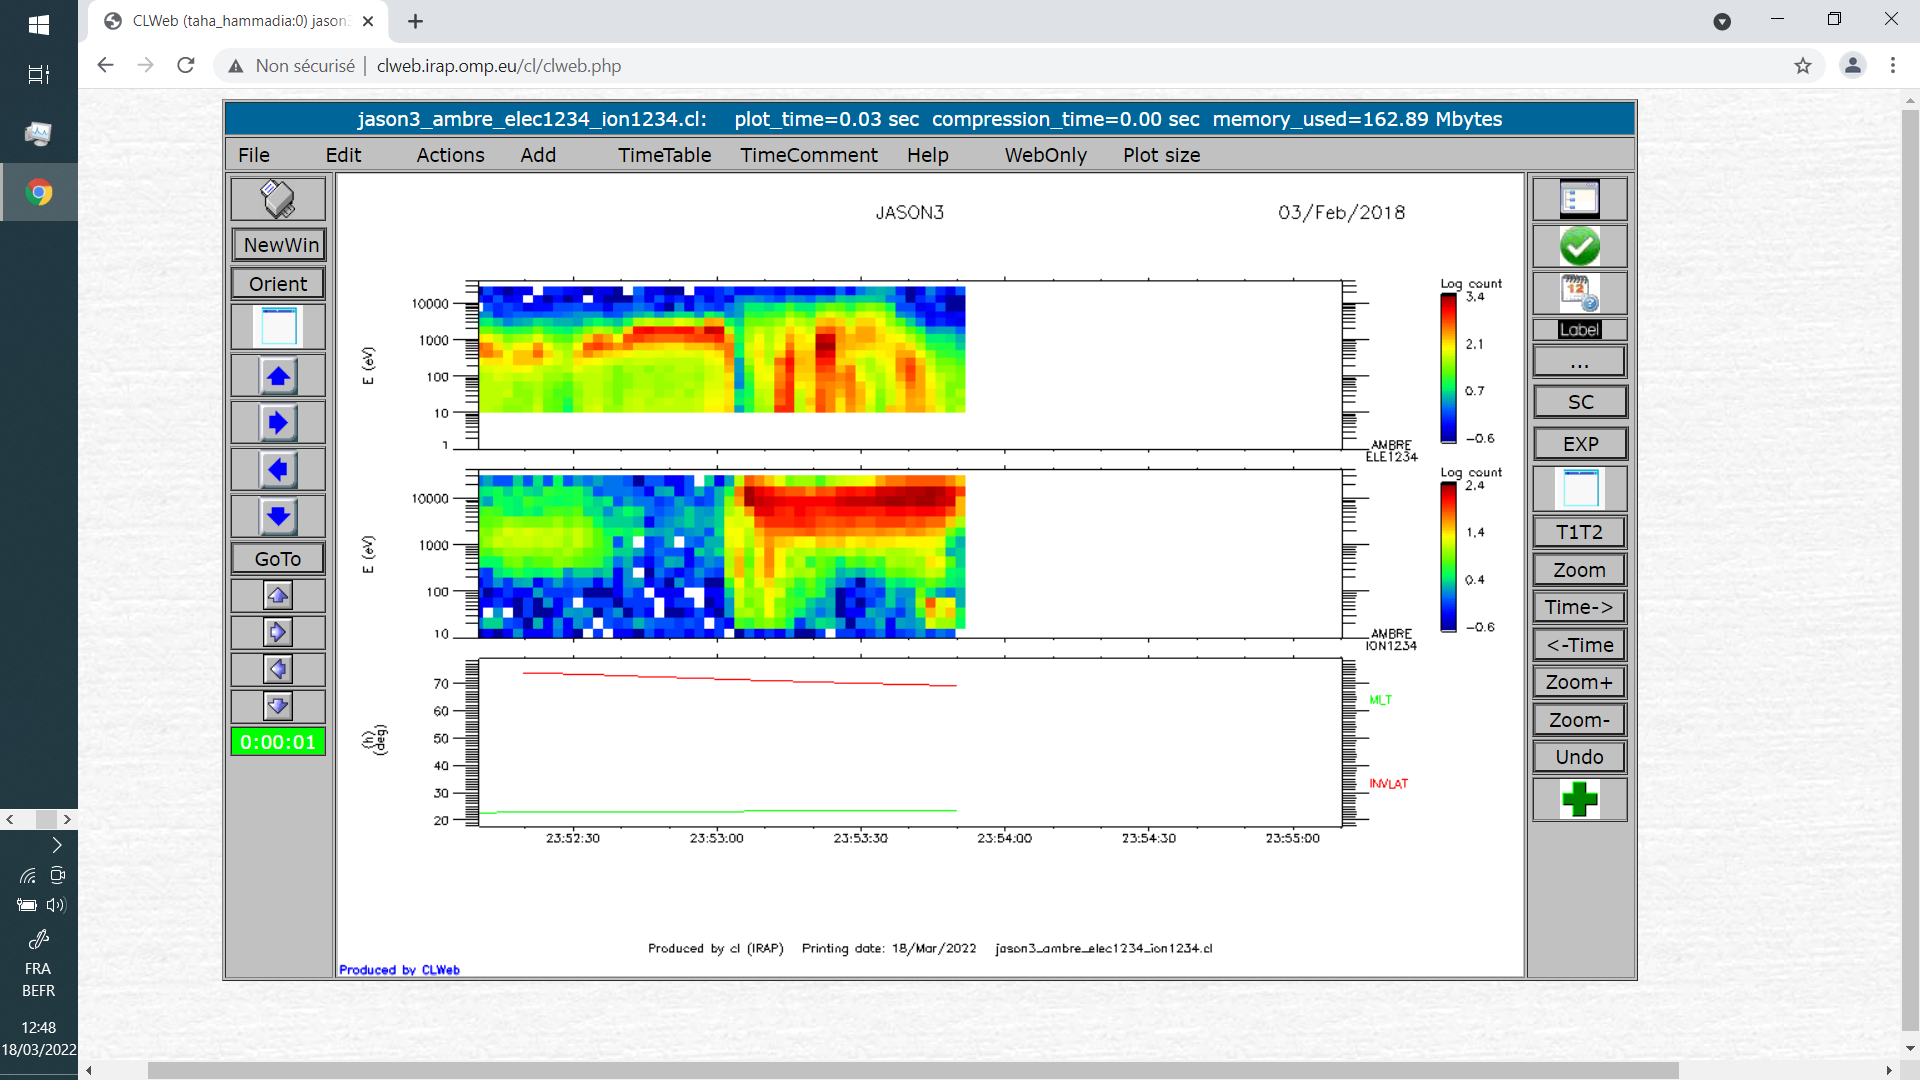 CLWeb (taha_hammadia:0) jason3
Non sécurisé | clweb.irap.omp.eu/cl/clweb.php
jason3_ambre_elec1234_ion1234.cl: plot_time=0.03 sec compression_time=0.00 sec memory_used=162.89 Mbytes
File Edit Actions Add TimeTable TimeComment Help WebOnly Plot size
NewWin
Orient
GoTo
0:00:01
JASON3
03/Feb/2018
10000
1000
100
10
1
E (eV)
Log count
3.4
2.1
0.7
-0.6
AMBRE
ELE1234
10000
1000
100
10
E (eV)
Log count
2.4
1.4
0.4
-0.6
AMBRE
ION1234
70
60
50
40
30
20
(h)
(deg)
MLT
INVLAT
23:52:30 23:53:00 23:53:30 23:54:00 23:54:30 23:55:00
Produced by cl (IRAP) Printing date: 18/Mar/2022 jason3_ambre_elec1234_ion1234.cl
Produced by CLWeb
12
Label
...
SC
EXP
T1T2
Zoom
Time->
<-Time
Zoom+
Zoom-
Undo
FRA
BEFR
12:48
18/03/2022